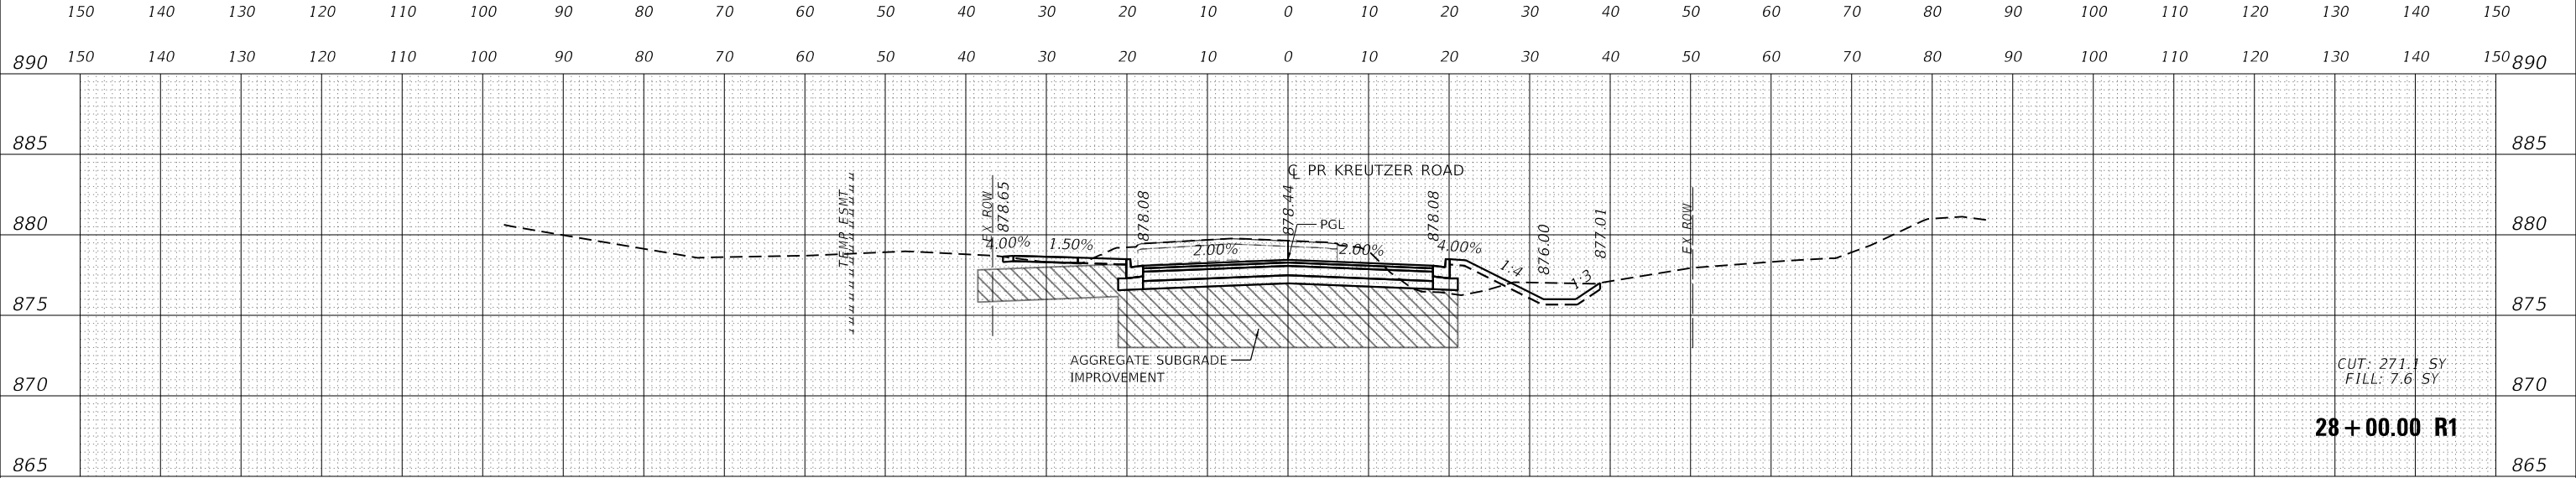 150 140 130 120 110 100 90 80 70 60 50 40 30 20 10 0 10 20 30 40 50 60 70 80 90 100 110 120 130 140 150
150 140 130 120 110 100 90 80 70 60 50 40 30 20 10 0 10 20 30 40 50 60 70 80 90 100 110 120 130 140 150
890 890
885 885
℄ PR KREUTZER ROAD
TEMP ESMT
EX ROW
878.65
878.08
878.44
PGL
878.08
876.00
877.01
EX ROW
880 880
4.00% 1.50% 2.00% 2.00% 4.00%
1:4
1:3
875 875
AGGREGATE SUBGRADE
IMPROVEMENT
CUT: 271.1 SY
FILL: 7.6 SY
870 870
28+00.00 R1
865 865